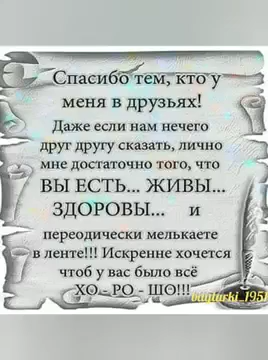 Спасибо тем, кто у
меня в друзьях!
Даже если нам нечего
друг другу сказать, лично
мне достаточно того, что
ВЫ ЕСТЬ... ЖИВЫ...
ЗДОРОВЫ... и
переодически мелькаете
в ленте!!! Искренне хочется
чтоб у вас было всё
ХО - РО - ШО!!!